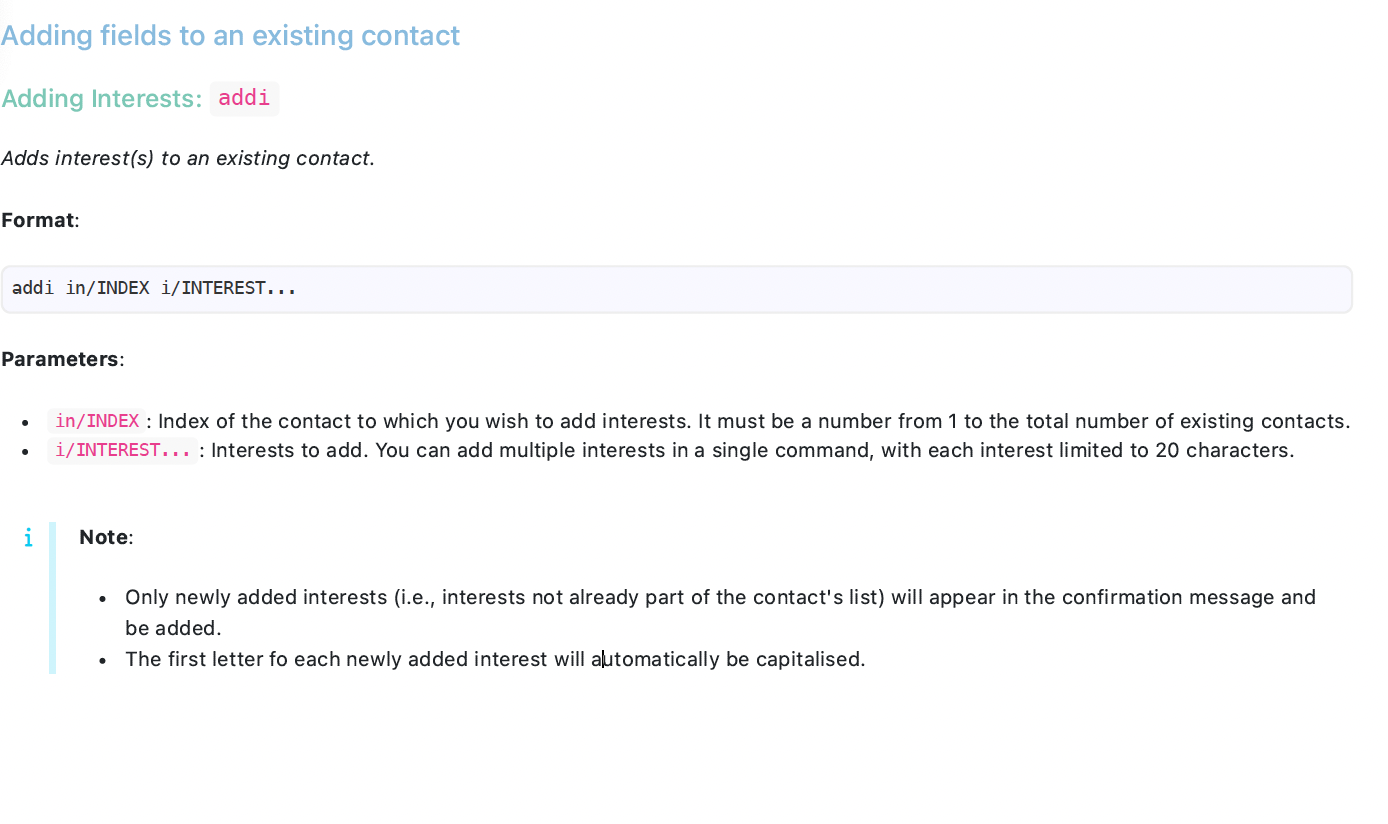 Adding fields to an existing contact
Adding Interests: addi
Adds interest(s) to an existing contact.
Format:
addi in/INDEX i/INTEREST...
Parameters:
• in/INDEX : Index of the contact to which you wish to add interests. It must be a number from 1 to the total number of existing contacts.
• i/INTEREST... : Interests to add. You can add multiple interests in a single command, with each interest limited to 20 characters.
i Note:
• Only newly added interests (i.e., interests not already part of the contact's list) will appear in the confirmation message and
be added.
• The first letter fo each newly added interest will automatically be capitalised.